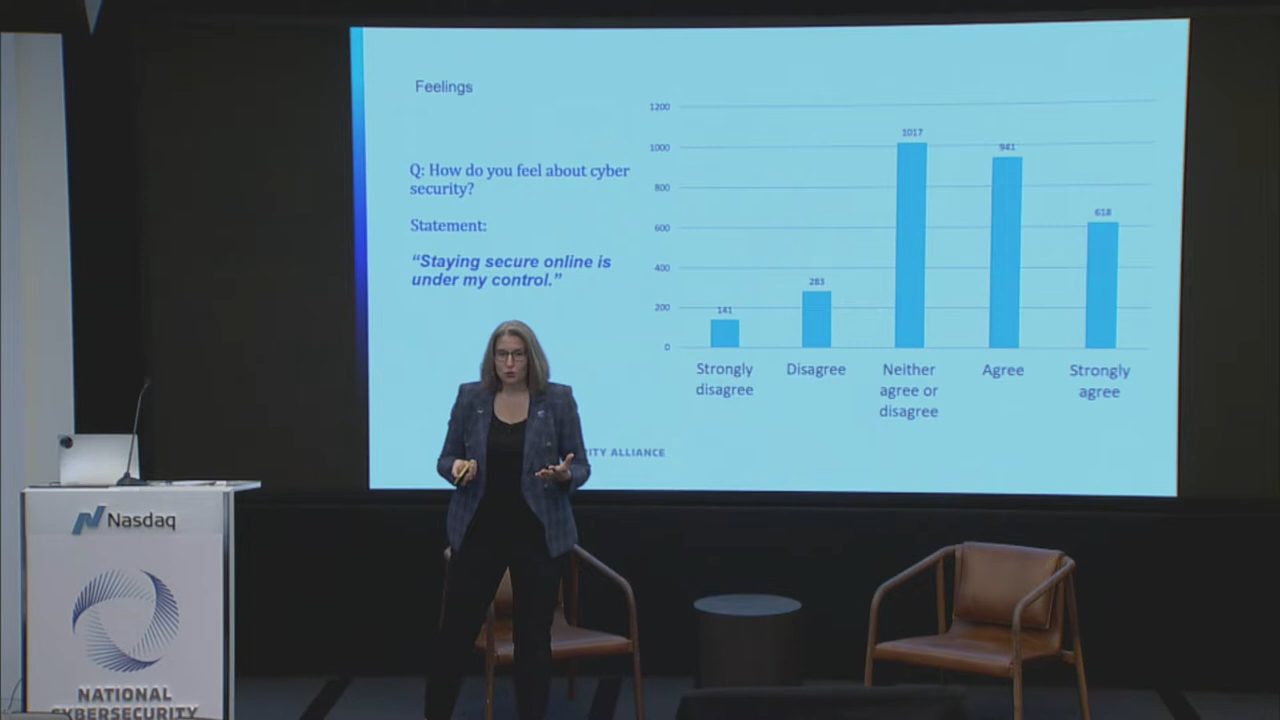 Feelings
Q: How do you feel about cyber
security?
Statement:
“Staying secure online is
under my control.”
1200
1000
800
600
400
200
0
141
283
1017
941
618
Strongly
disagree
Disagree
Neither
agree or
disagree
Agree
Strongly
agree
ITY ALLIANCE
Nasdaq
NATIONAL
CYBERSECURITY